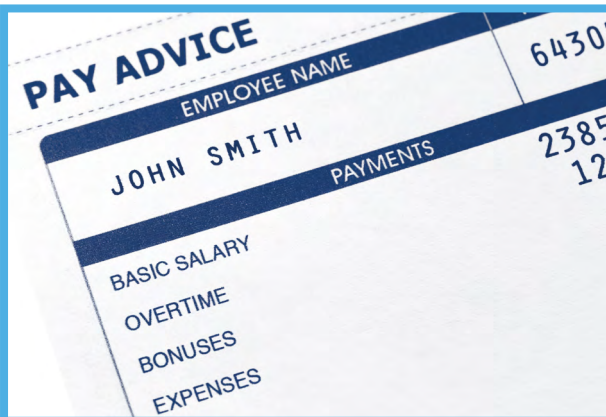 PAY ADVICE
EMPLOYEE NAME
JOHN SMITH
PAYMENTS
BASIC SALARY
OVERTIME
BONUSES
EXPENSES